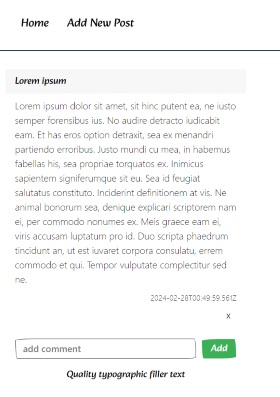 Home Add New Post
Lorem ipsum
Lorem ipsum dolor sit amet, sit hinc putent ea, ne iusto
semper forensibus ius. No audire detracto iudicabit
eam. Et has eros option detraxit, sea ex menandri
partiendo erroribus. Justo mundi cu mea, in habemus
fabellas his, sea propriae torquatos ex. Inimicus
sapientem signiferumque sit eu. Sea id feugiat
salutatus constituto. Inciderint definitionem at vis. Ne
animal bonorum sea, denique explicari scriptorem nam
ei, per commodo nonumes ex. Meis graece eam ei,
viris accusam luptatum pro id. Duo scripta phaedrum
tincidunt an, ut est iuvaret corpora consulatu, errem
commodo et qui. Tempor vulputate complectitur sed
ne.
2024-02-28T00:49:59.561Z
x
add comment Add
Quality typographic filler text